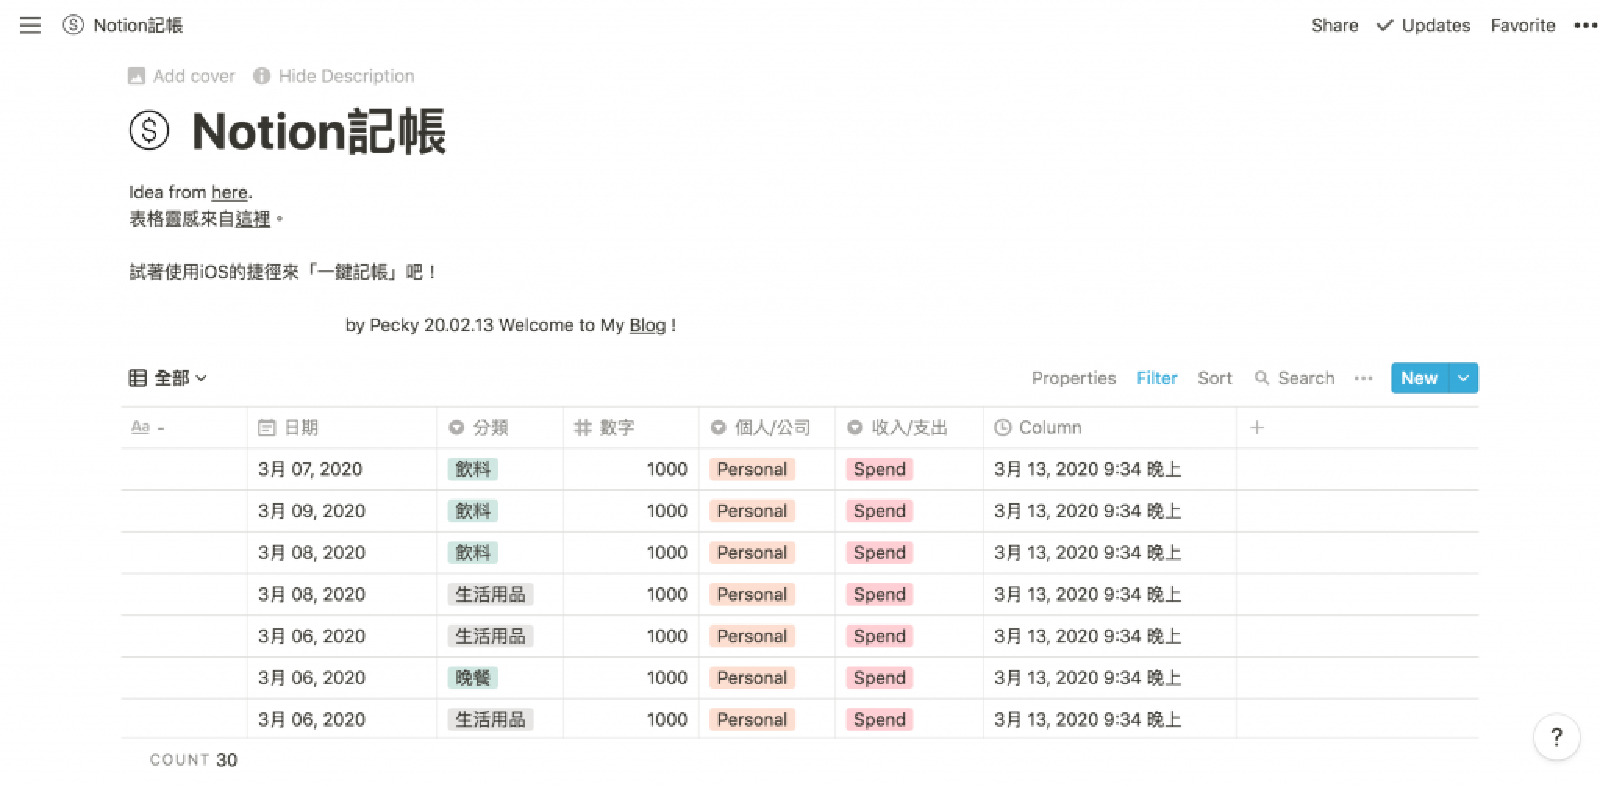 Notion記帳 Share Updates Favorite
Add cover Hide Description
Notion記帳
Idea from here.
表格靈感來自這裡。
試著使用iOS的捷徑來「一鍵記帳」吧！
by Pecky 20.02.13 Welcome to My Blog !
全部 Properties Filter Sort Search New
Aa - 日期 分類 數字 個人/公司 收入/支出 Column +
3月 07, 2020 飲料 1000 Personal Spend 3月 13, 2020 9:34 晚上
3月 09, 2020 飲料 1000 Personal Spend 3月 13, 2020 9:34 晚上
3月 08, 2020 飲料 1000 Personal Spend 3月 13, 2020 9:34 晚上
3月 08, 2020 生活用品 1000 Personal Spend 3月 13, 2020 9:34 晚上
3月 06, 2020 生活用品 1000 Personal Spend 3月 13, 2020 9:34 晚上
3月 06, 2020 晚餐 1000 Personal Spend 3月 13, 2020 9:34 晚上
3月 06, 2020 生活用品 1000 Personal Spend 3月 13, 2020 9:34 晚上
COUNT 30
?